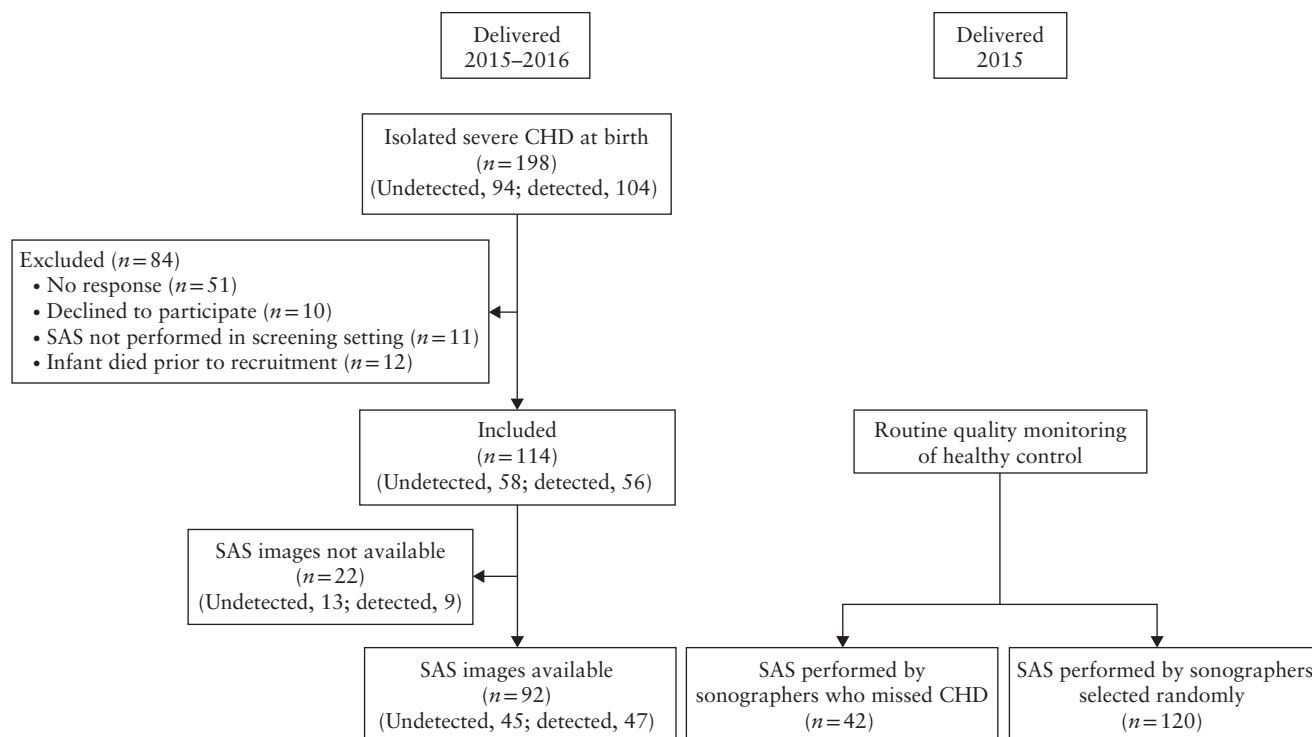 Delivered
2015–2016
Delivered
2015
Isolated severe CHD at birth
(n=198)
(Undetected, 94; detected, 104)
Excluded (n=84)
• No response (n=51)
• Declined to participate (n=10)
• SAS not performed in screening setting (n=11)
• Infant died prior to recruitment (n=12)
Included
(n=114)
(Undetected, 58; detected, 56)
Routine quality monitoring
of healthy control
SAS images not available
(n=22)
(Undetected, 13; detected, 9)
SAS images available
(n=92)
(Undetected, 45; detected, 47)
SAS performed by
sonographers who missed CHD
(n=42)
SAS performed by sonographers
selected randomly
(n=120)